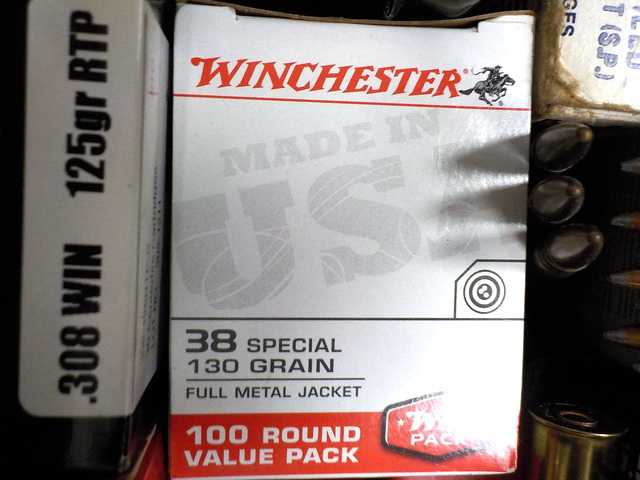 .308 WIN 125gr RTP
WINCHESTER
MADE IN
USA
38 SPECIAL
130 GRAIN
FULL METAL JACKET
100 ROUND
VALUE PACK
PACK
T (S.P.)